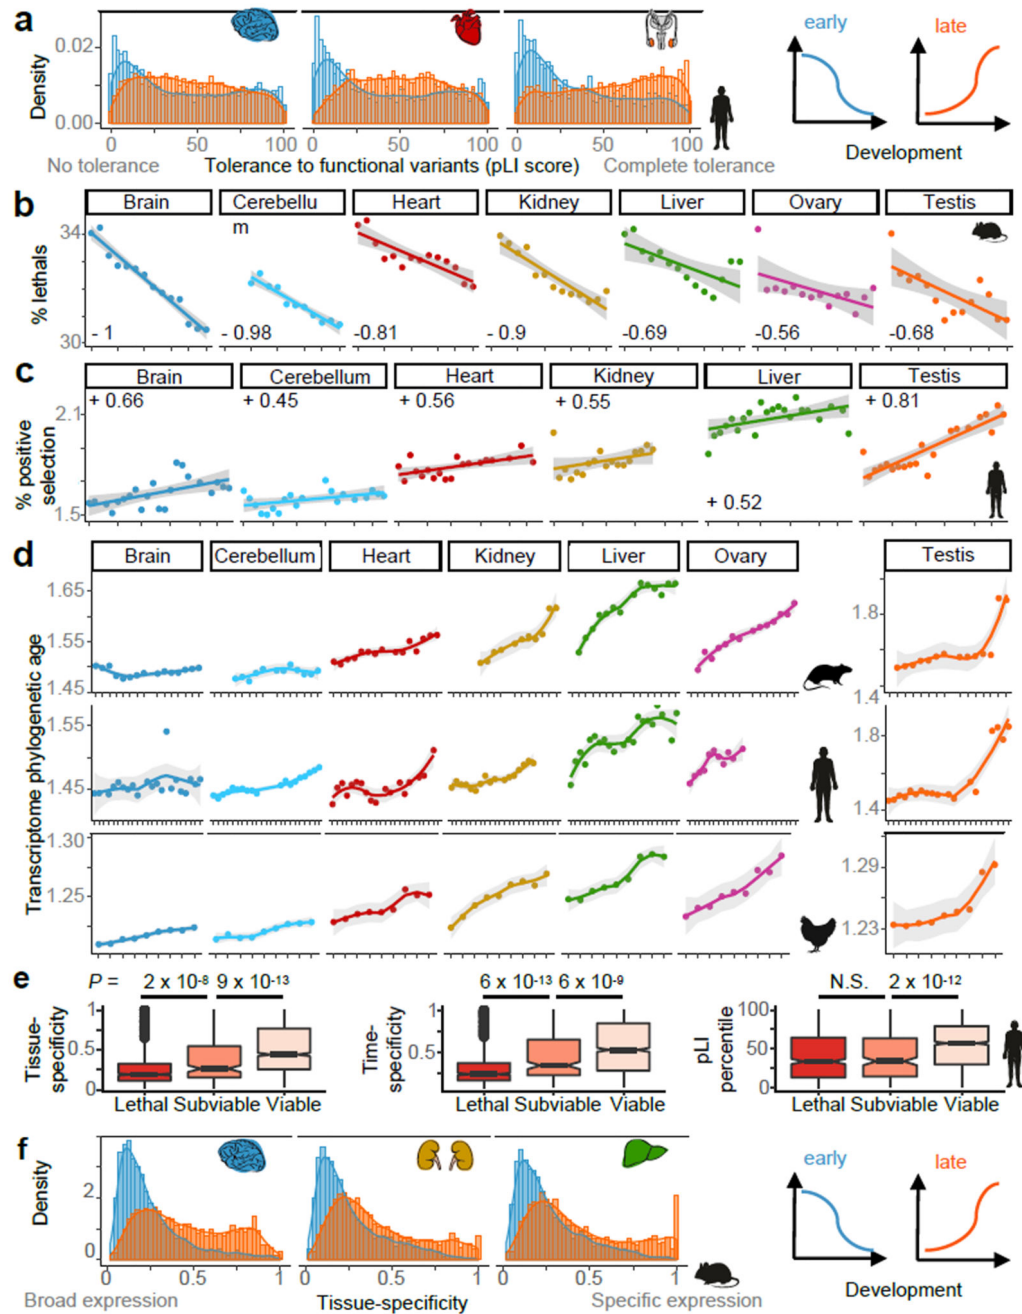 a
early
late
0.02
0.00
Density
0 50 100 0 50 100 0 50 100
No tolerance Tolerance to functional variants (pLI score) Complete tolerance
Development
b
Brain Cerebellu Heart Kidney Liver Ovary Testis
m
34
30
% lethals
- 1 - 0.98 -0.81 - 0.9 -0.69 -0.56 -0.68
c
Brain Cerebellum Heart Kidney Liver Testis
+ 0.66 + 0.45 + 0.56 + 0.55 + 0.81
2.1
1.5
% positive
selection
+ 0.52
d
Brain Cerebellum Heart Kidney Liver Ovary Testis
Transcriptome phylogenetic age
1.65
1.55
1.45
1.8
1.4
1.55
1.45
1.8
1.4
1.30
1.25
1.29
1.23
e
P = 2 x 10-8 9 x 10-13 6 x 10-13 6 x 10-9 N.S. 2 x 10-12
Tissue-
specificity
1
0.5
0
Lethal Subviable Viable
Time-
specificity
1
0.5
Lethal Subviable Viable
pLI
percentile
100
50
0
Lethal Subviable Viable
f
early
late
Density
2
0
0 0.5 1 0 0.5 1 0 0.5 1
Broad expression Tissue-specificity Specific expression
Development